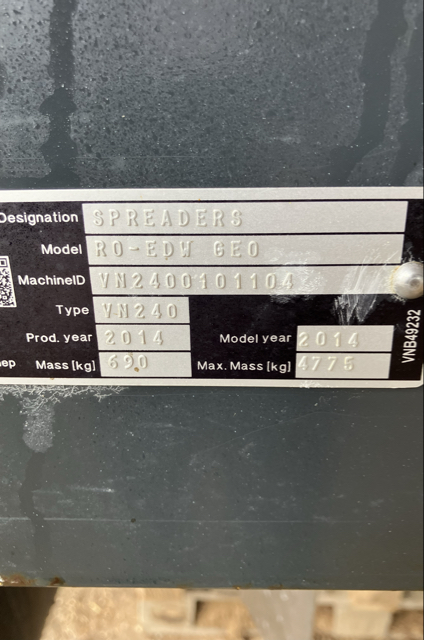 Designation SPREADERS
Model RO-EDW GEO
MachineID VN2400101104
Type VN240
Prod. year 2014 Model year 2014
Mass [kg] 690 Max. Mass [kg] 4775
VNB49232